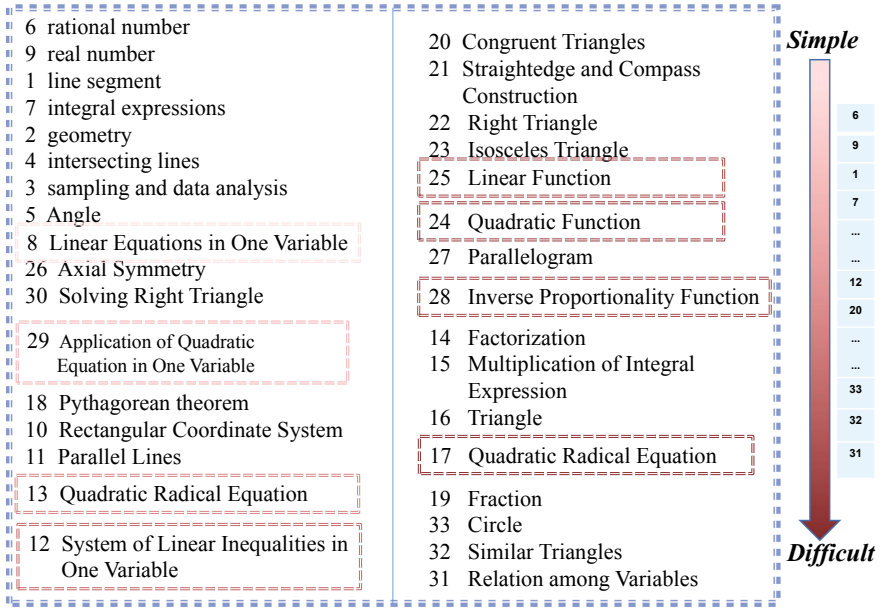 6 rational number
9 real number
1 line segment
7 integral expressions
2 geometry
4 intersecting lines
3 sampling and data analysis
5 Angle
8 Linear Equations in One Variable
26 Axial Symmetry
30 Solving Right Triangle
29 Application of Quadratic
Equation in One Variable
18 Pythagorean theorem
10 Rectangular Coordinate System
11 Parallel Lines
13 Quadratic Radical Equation
12 System of Linear Inequalities in
One Variable
20 Congruent Triangles
21 Straightedge and Compass
Construction
22 Right Triangle
23 Isosceles Triangle
25 Linear Function
24 Quadratic Function
27 Parallelogram
28 Inverse Proportionality Function
14 Factorization
15 Multiplication of Integral
Expression
16 Triangle
17 Quadratic Radical Equation
19 Fraction
33 Circle
32 Similar Triangles
31 Relation among Variables
Simple
6
9
1
7
...
...
12
20
...
...
33
32
31
Difficult